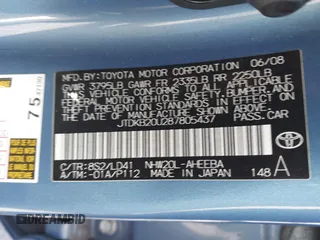 MFD. BY: TOYOTA MOTOR CORPORATION 06/08
GVWR 3795LB GAWR FR 2335LB RR 2250LB
THIS VEHICLE CONFORMS TO ALL APPLICABLE
FEDERAL MOTOR VEHICLE SAFETY, BUMPER, AND
THEFT PREVENTION STANDARDS IN EFFECT ON THE
DATE OF MANUFACTURE SHOWN ABOVE.
JTDKB20U287805437 PASS. CAR
C/TR: 8S2/LD41 NHW20L-AHEEBA
A/TM: -01A/P112 MADE IN JAPAN 148 A
TOYOTA
75
47190